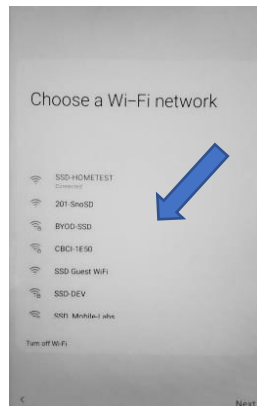 Choose a Wi-Fi network
SSD-HOMETEST
Connected
201-SnoSD
BYOD-SSD
CBCI-1E50
SSD Guest WiFi
SSD-DEV
SSD_Mobile-Labs
Turn off Wi-Fi
Next